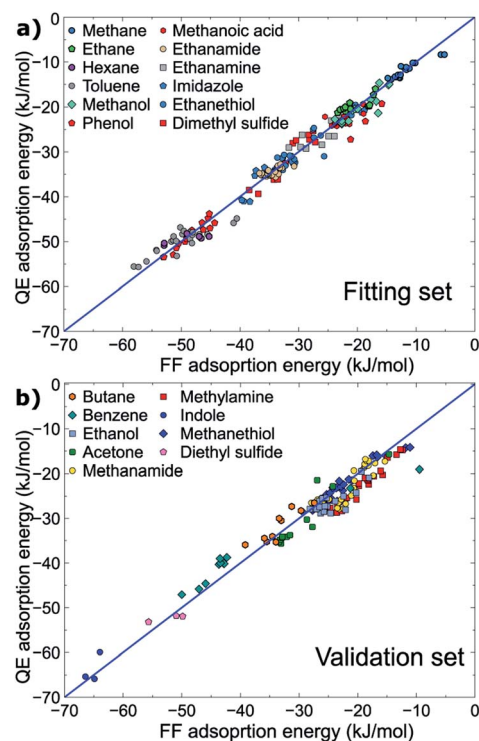 a)
Methane Methanoic acid
Ethane Ethanamide
Hexane Ethanamine
Toluene Imidazole
Methanol Ethanethiol
Phenol Dimethyl sulfide
QE adsorption energy (kJ/mol)
0
−10
−20
−30
−40
−50
−60
−70
Fitting set
−70 −60 −50 −40 −30 −20 −10 0
FF adsoprtion energy (kJ/mol)
b)
Butane Methylamine
Benzene Indole
Ethanol Methanethiol
Acetone Diethyl sulfide
Methanamide
QE adsorption energy (kJ/mol)
0
−10
−20
−30
−40
−50
−60
−70
Validation set
−70 −60 −50 −40 −30 −20 −10 0
FF adsoprtion energy (kJ/mol)